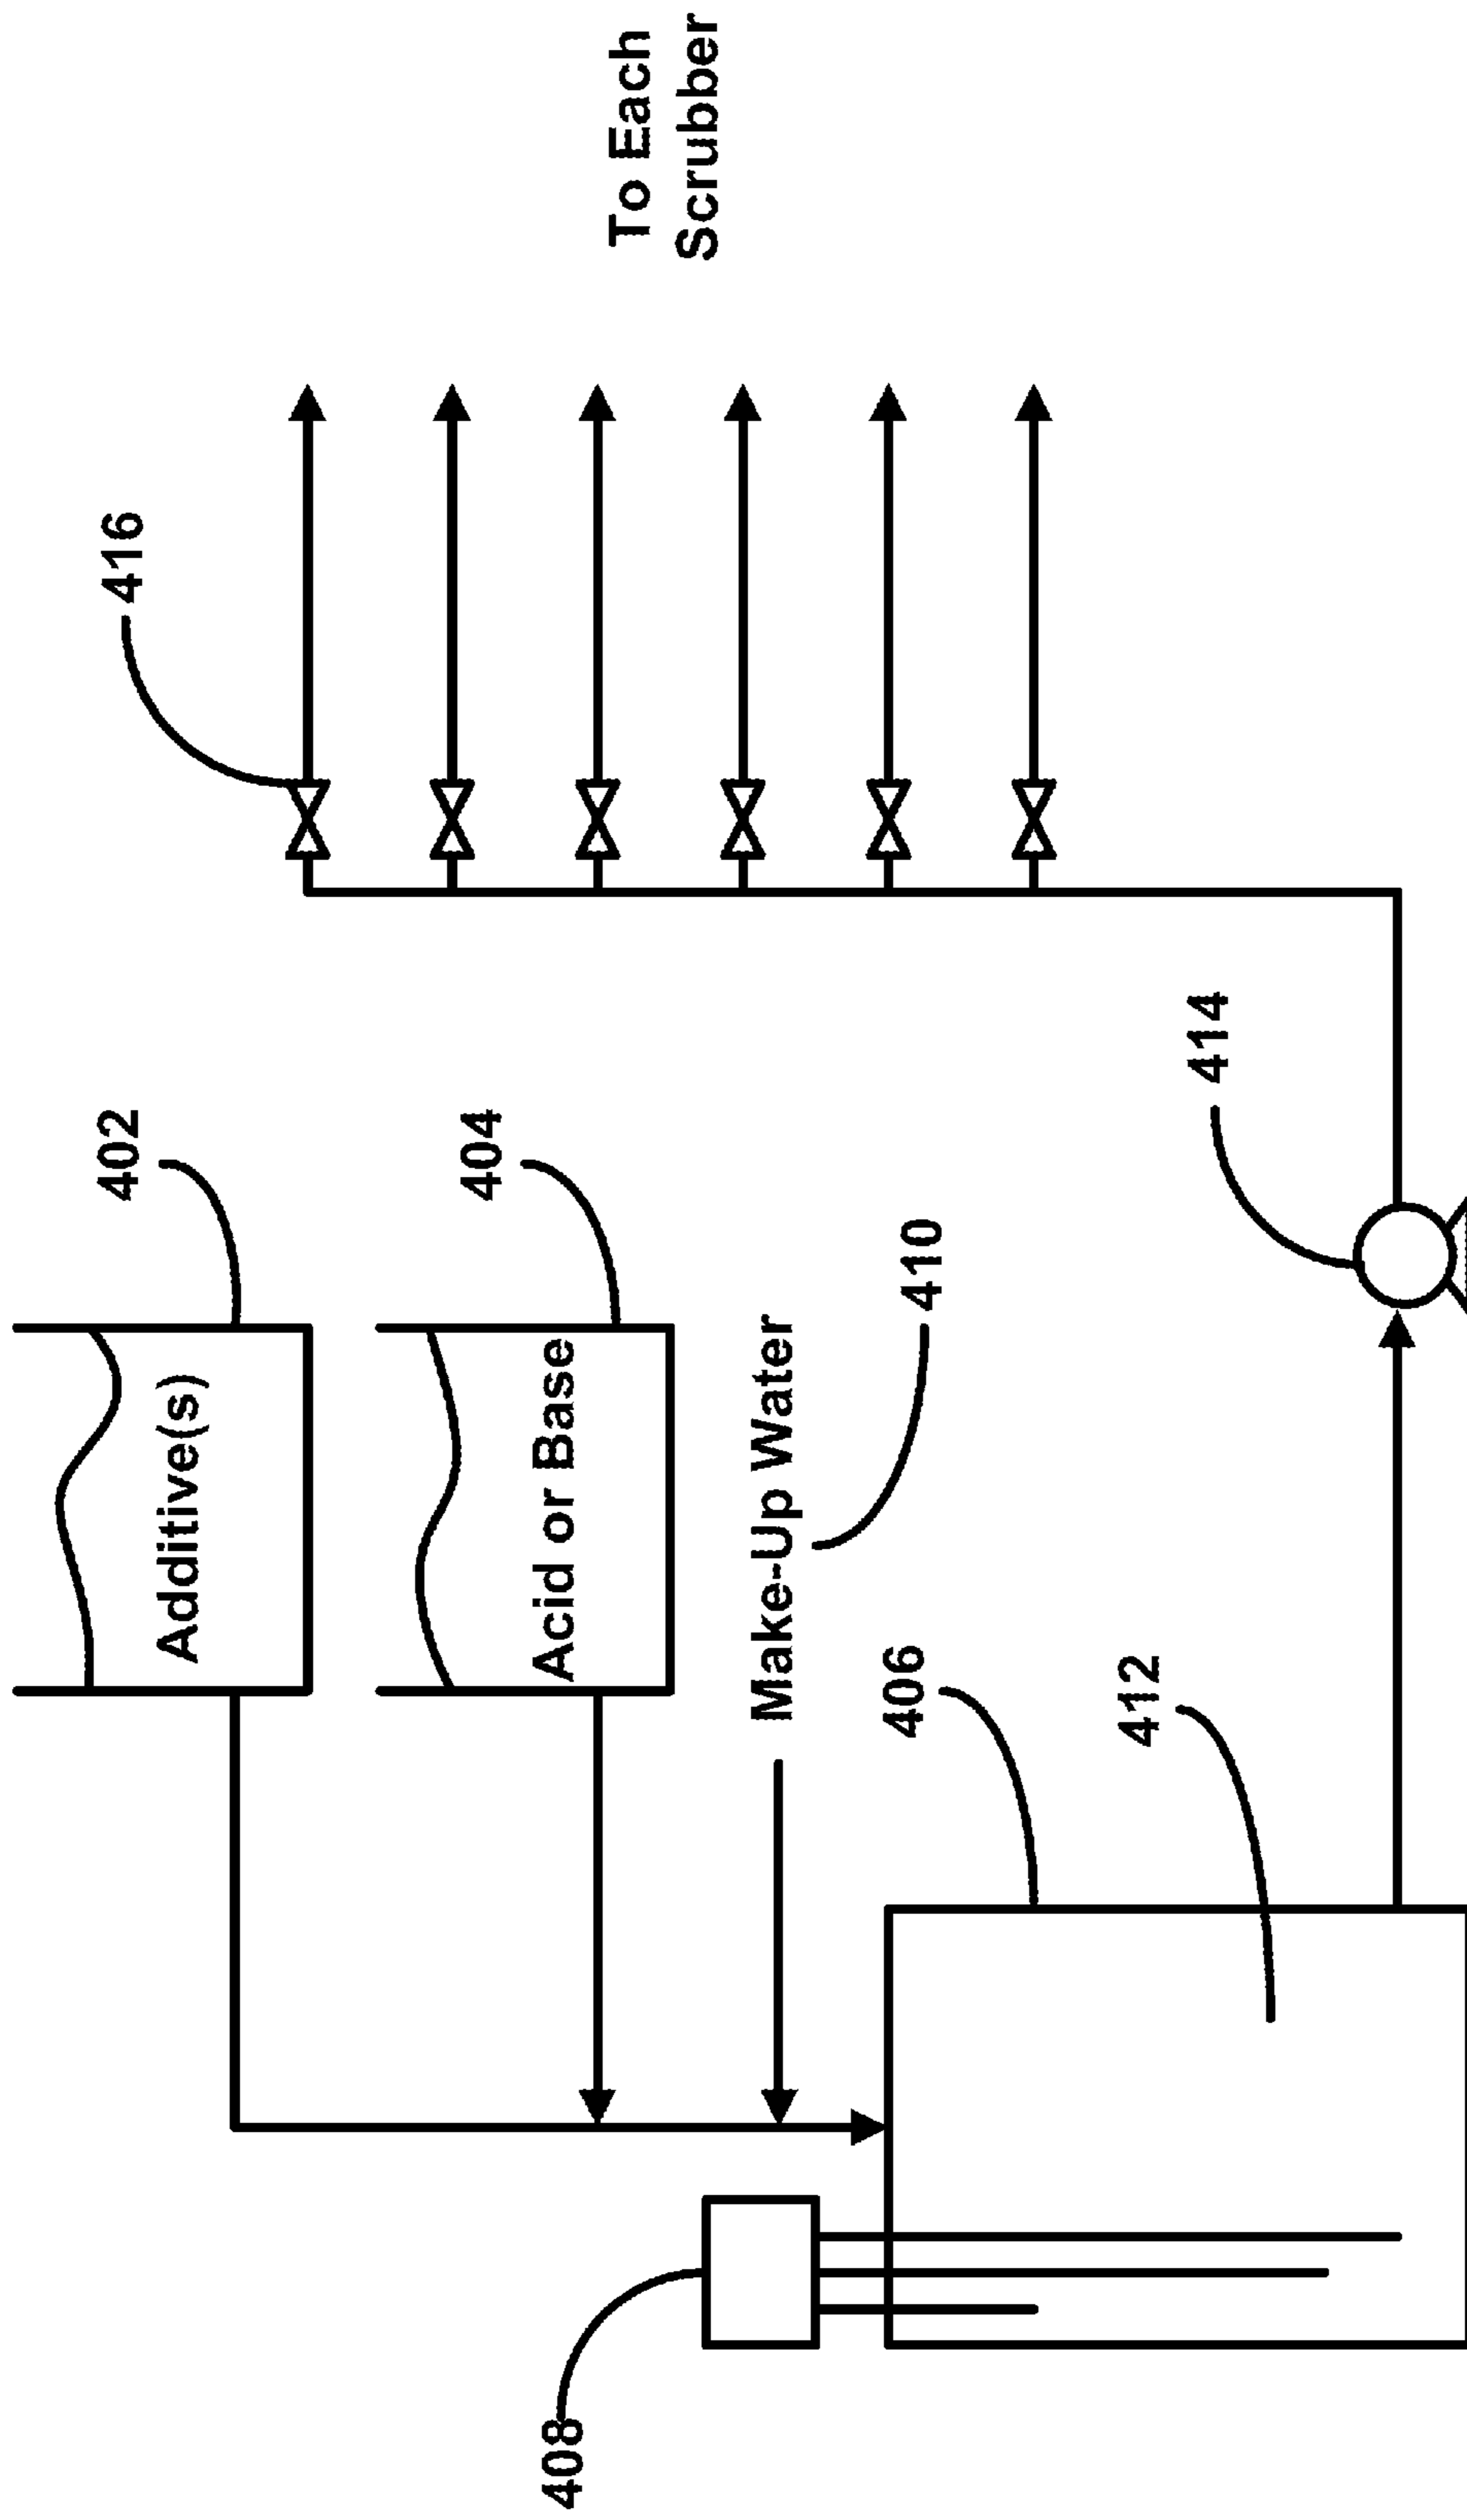 402
Additive(s)
404
Acid or Base
Make-Up Water
410
408
406
412
414
416
To Each
Scrubber